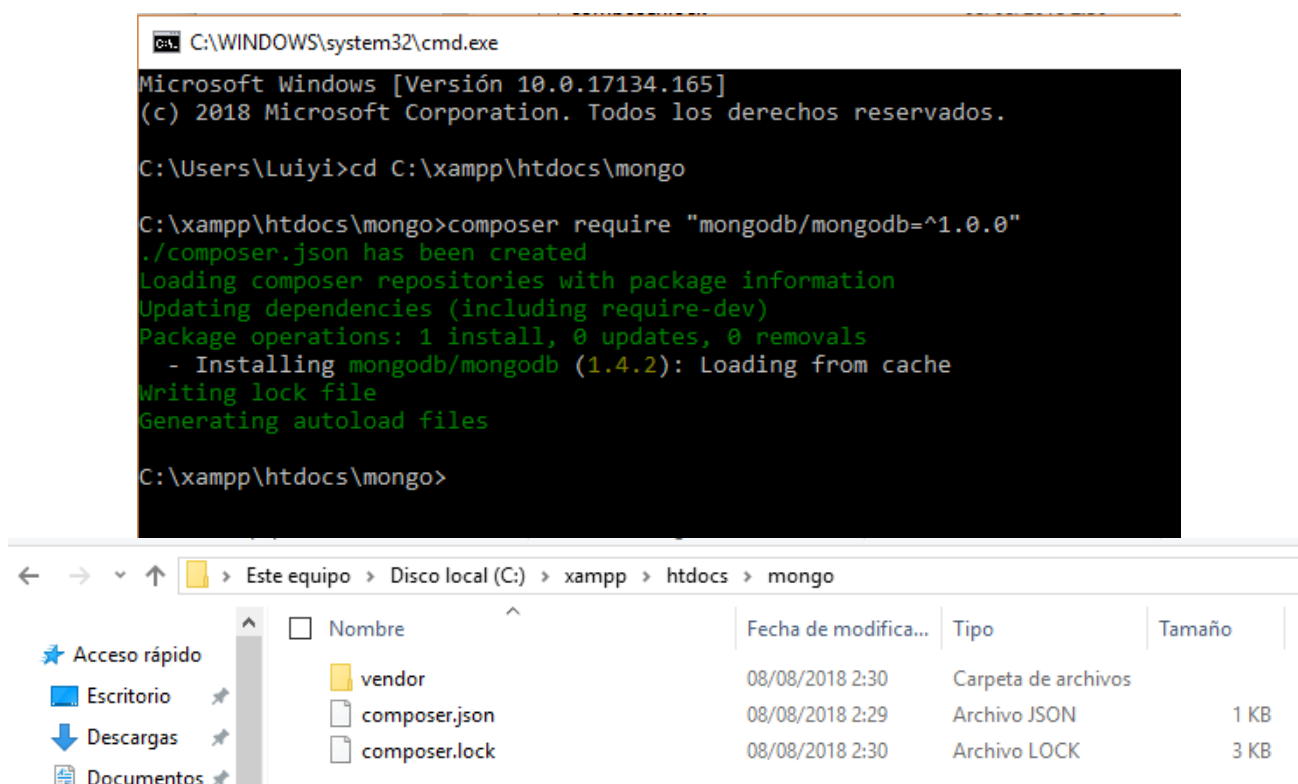 C:\WINDOWS\system32\cmd.exe
Microsoft Windows [Versión 10.0.17134.165]
(c) 2018 Microsoft Corporation. Todos los derechos reservados.
C:\Users\Luiyi>cd C:\xampp\htdocs\mongo
C:\xampp\htdocs\mongo>composer require "mongodb/mongodb=^1.0.0"
./composer.json has been created
Loading composer repositories with package information
Updating dependencies (including require-dev)
Package operations: 1 install, 0 updates, 0 removals
- Installing mongodb/mongodb (1.4.2): Loading from cache
Writing lock file
Generating autoload files
C:\xampp\htdocs\mongo>
Este equipo > Disco local (C:) > xampp > htdocs > mongo
Nombre Fecha de modifica... Tipo Tamaño
Acceso rápido
Escritorio
Descargas
Documentos
vendor 08/08/2018 2:30 Carpeta de archivos
composer.json 08/08/2018 2:29 Archivo JSON 1 KB
composer.lock 08/08/2018 2:30 Archivo LOCK 3 KB